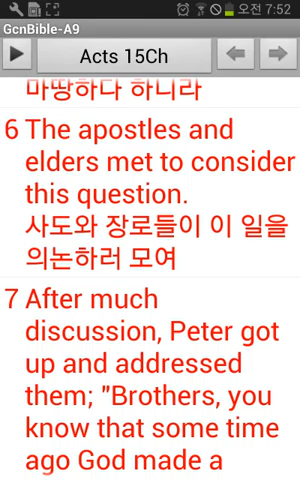 오전 7:52
GcnBible-A9
Acts 15Ch
마땅하다 하니라
6 The apostles and
elders met to consider
this question.
사도와 장로들이 이 일을
의논하러 모여
7 After much
discussion, Peter got
up and addressed
them; "Brothers, you
know that some time
ago God made a